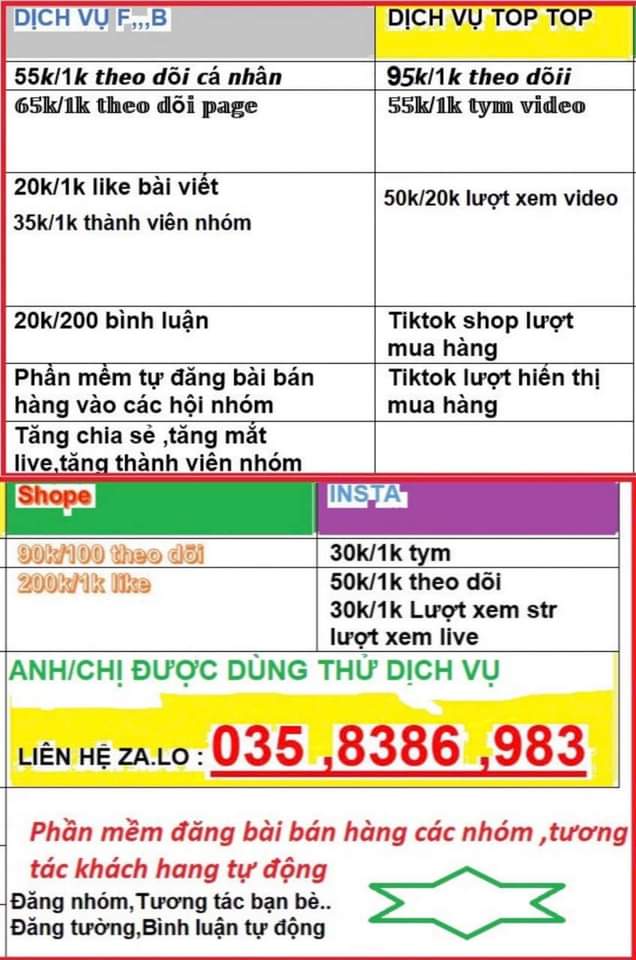 DỊCH VỤ F,,,B
DỊCH VỤ TOP TOP
55k/1k theo dõi cá nhân
95k/1k theo dõii
65k/1k theo dõi page
55k/1k tym video
20k/1k like bài viết
35k/1k thành viên nhóm
50k/20k lượt xem video
20k/200 bình luận
Tiktok shop lượt
mua hàng
Phần mềm tự đăng bài bán
hàng vào các hội nhóm
Tiktok lượt hiển thị
mua hàng
Tăng chia sẻ ,tăng mắt
live,tăng thành viên nhóm
Shope
INSTA
90k/100 theo dõi
200k/1k like
30k/1k tym
50k/1k theo dõi
30k/1k Lượt xem str
lượt xem live
ANH/CHỊ ĐƯỢC DÙNG THỬ DỊCH VỤ
LIÊN HỆ ZA.LO : 035 ,8386 ,983
Phần mềm đăng bài bán hàng các nhóm ,tương
tác khách hang tự động
Đăng nhóm,Tương tác bạn bè..
Đăng tường,Bình luận tự động